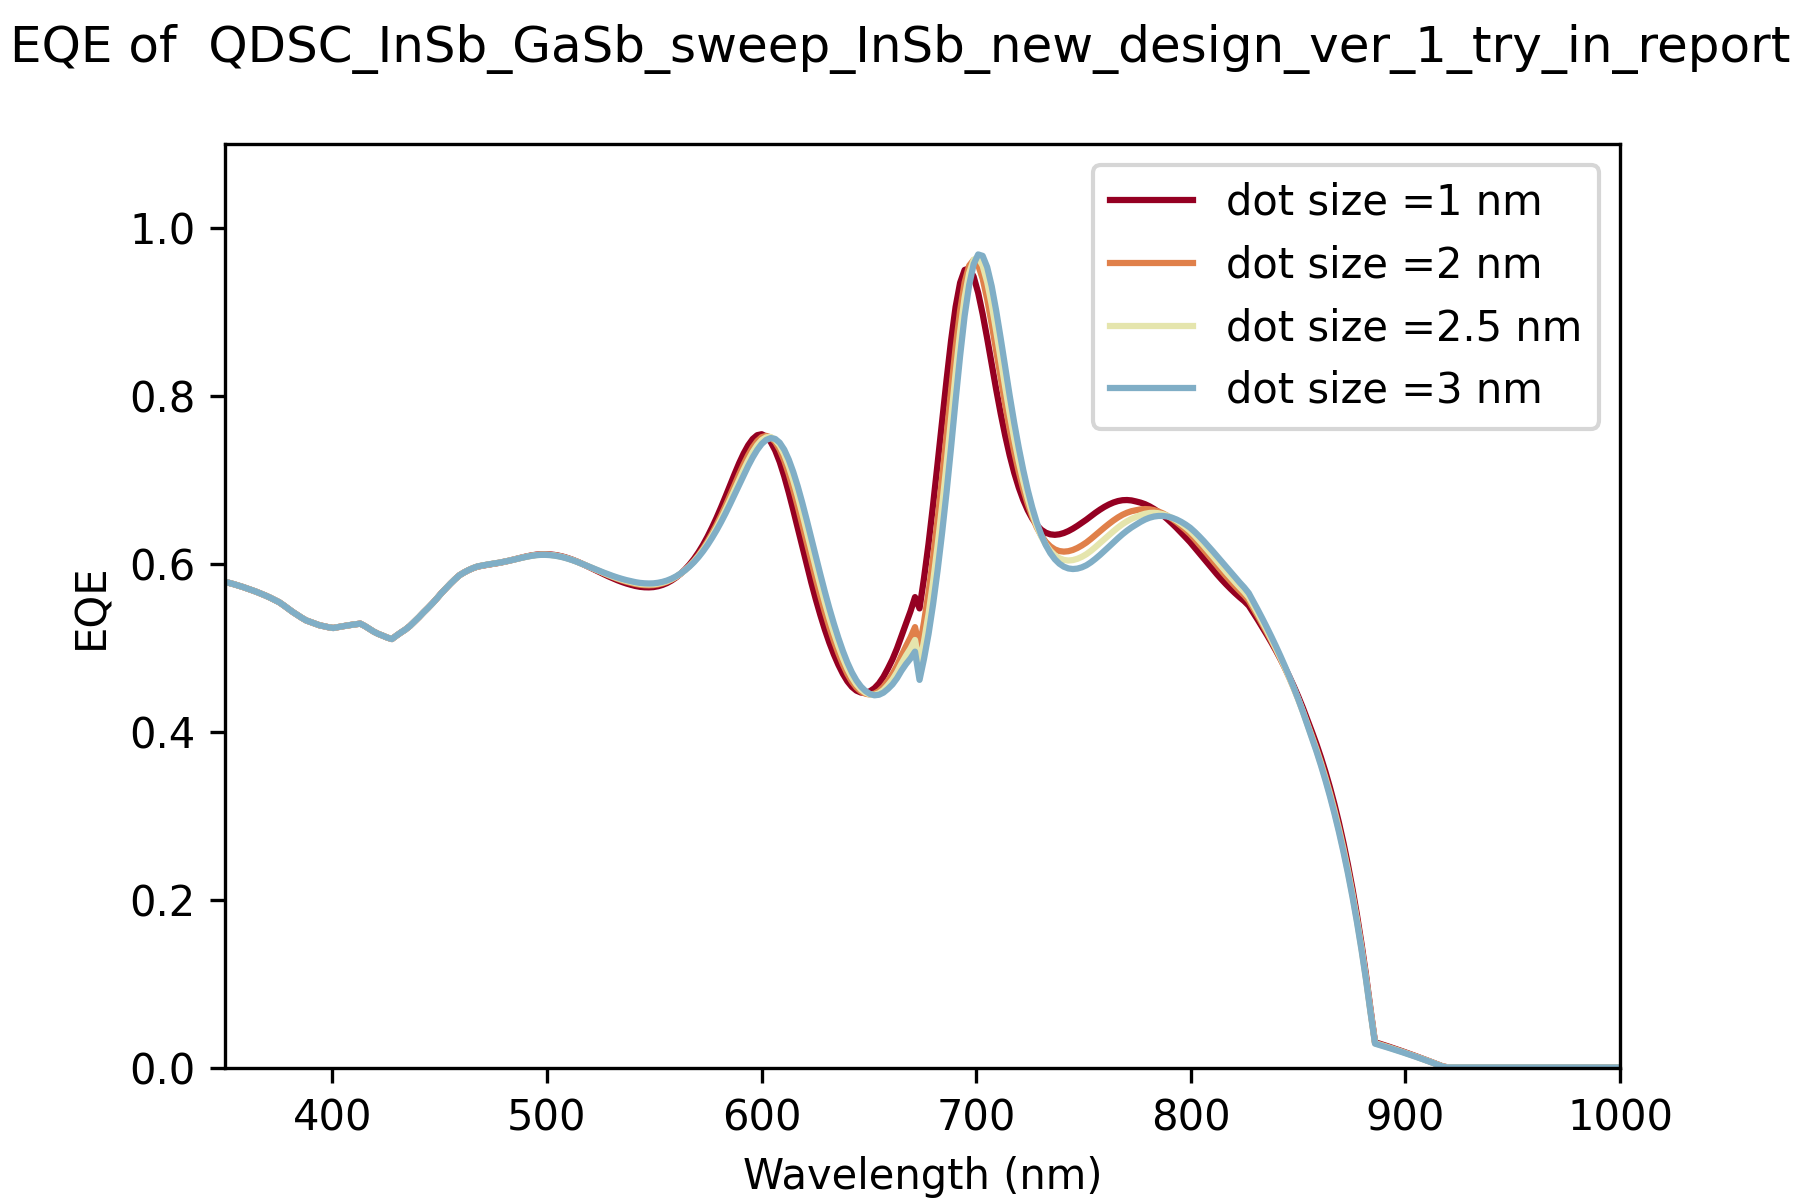 EQE of  QDSC_InSb_GaSb_sweep_InSb_new_design_ver_1_try_in_report
dot size =1 nm
dot size =2 nm
dot size =2.5 nm
dot size =3 nm
EQE
1.0
0.8
0.6
0.4
0.2
0.0
400 500 600 700 800 900 1000
Wavelength (nm)